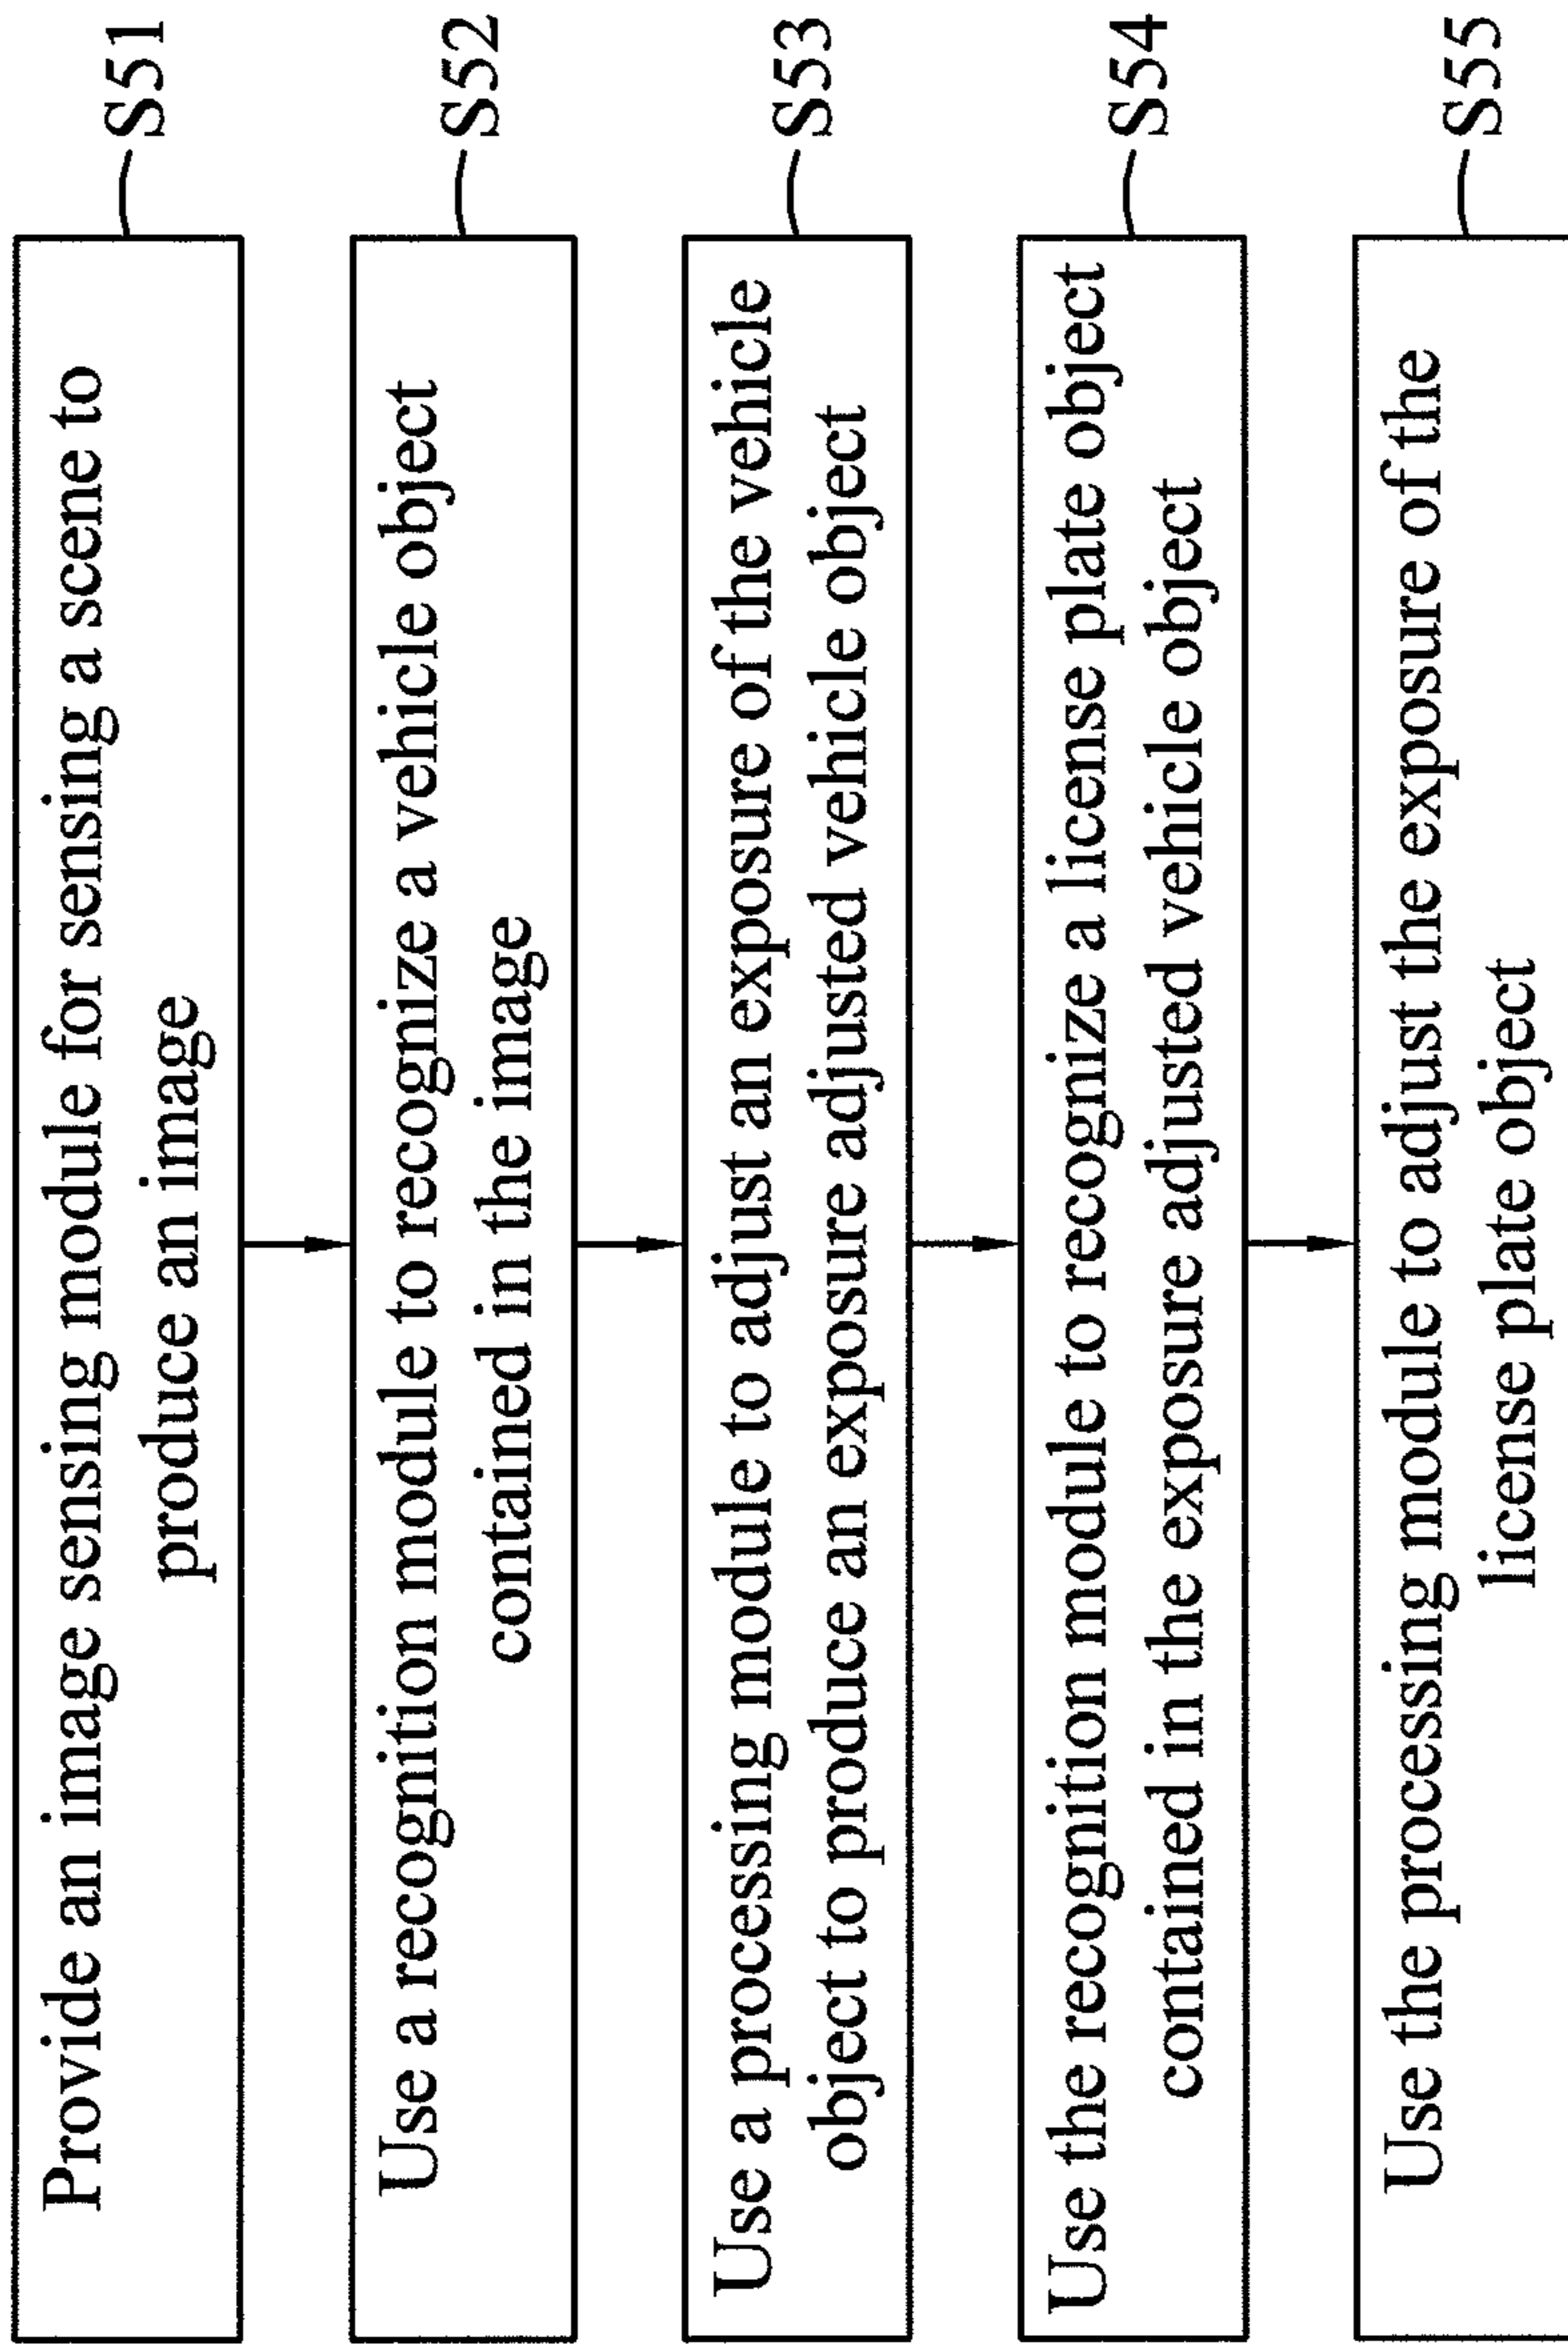 Provide an image sensing module for sensing a scene to
produce an image
S51
Use a recognition module to recognize a vehicle object
contained in the image
S52
Use a processing module to adjust an exposure of the vehicle
object to produce an exposure adjusted vehicle object
S53
Use the recognition module to recognize a license plate object
contained in the exposure adjusted vehicle object
S54
Use the processing module to adjust the exposure of the
license plate object
S55